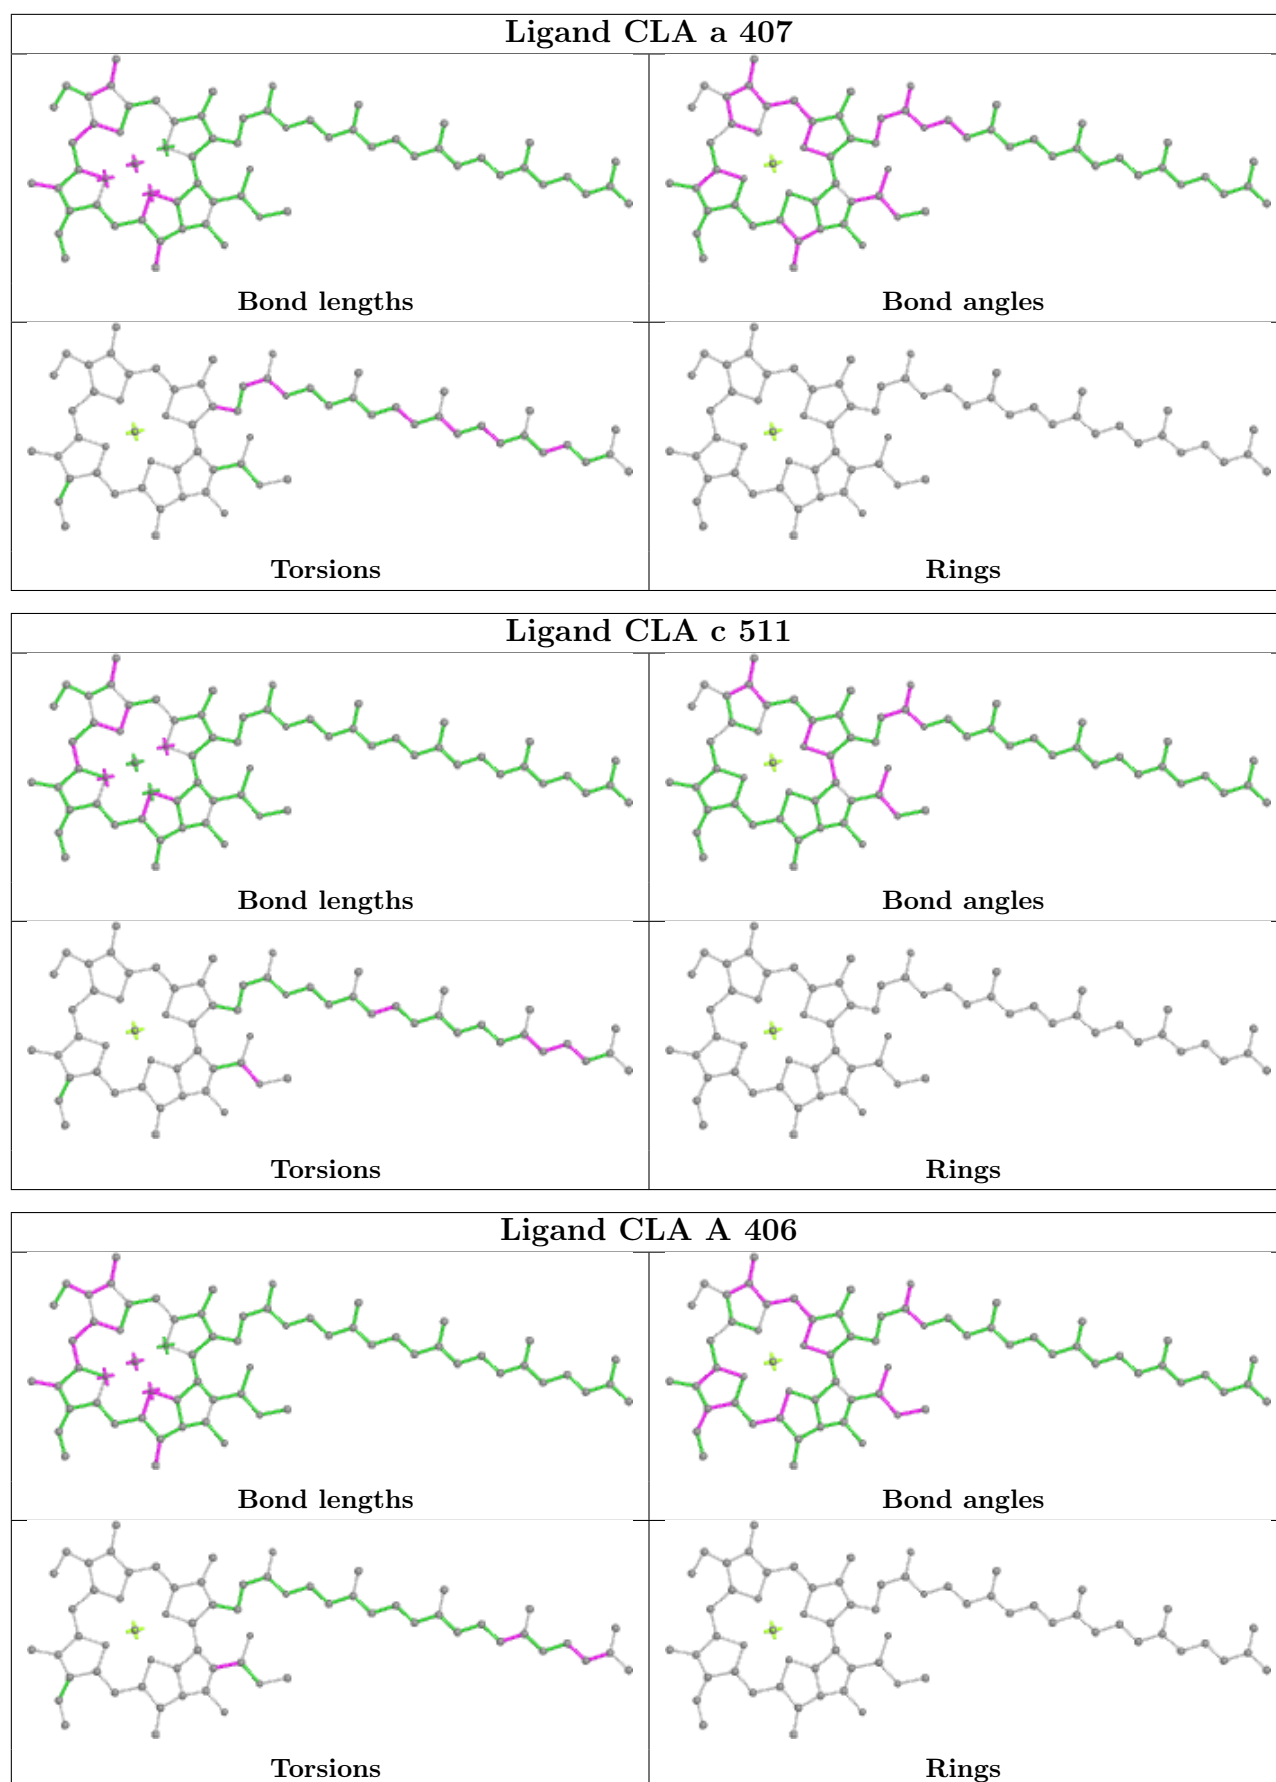 Ligand CLA a 407
Bond lengths
Bond angles
Torsions
Rings
Ligand CLA c 511
Bond lengths
Bond angles
Torsions
Rings
Ligand CLA A 406
Bond lengths
Bond angles
Torsions
Rings